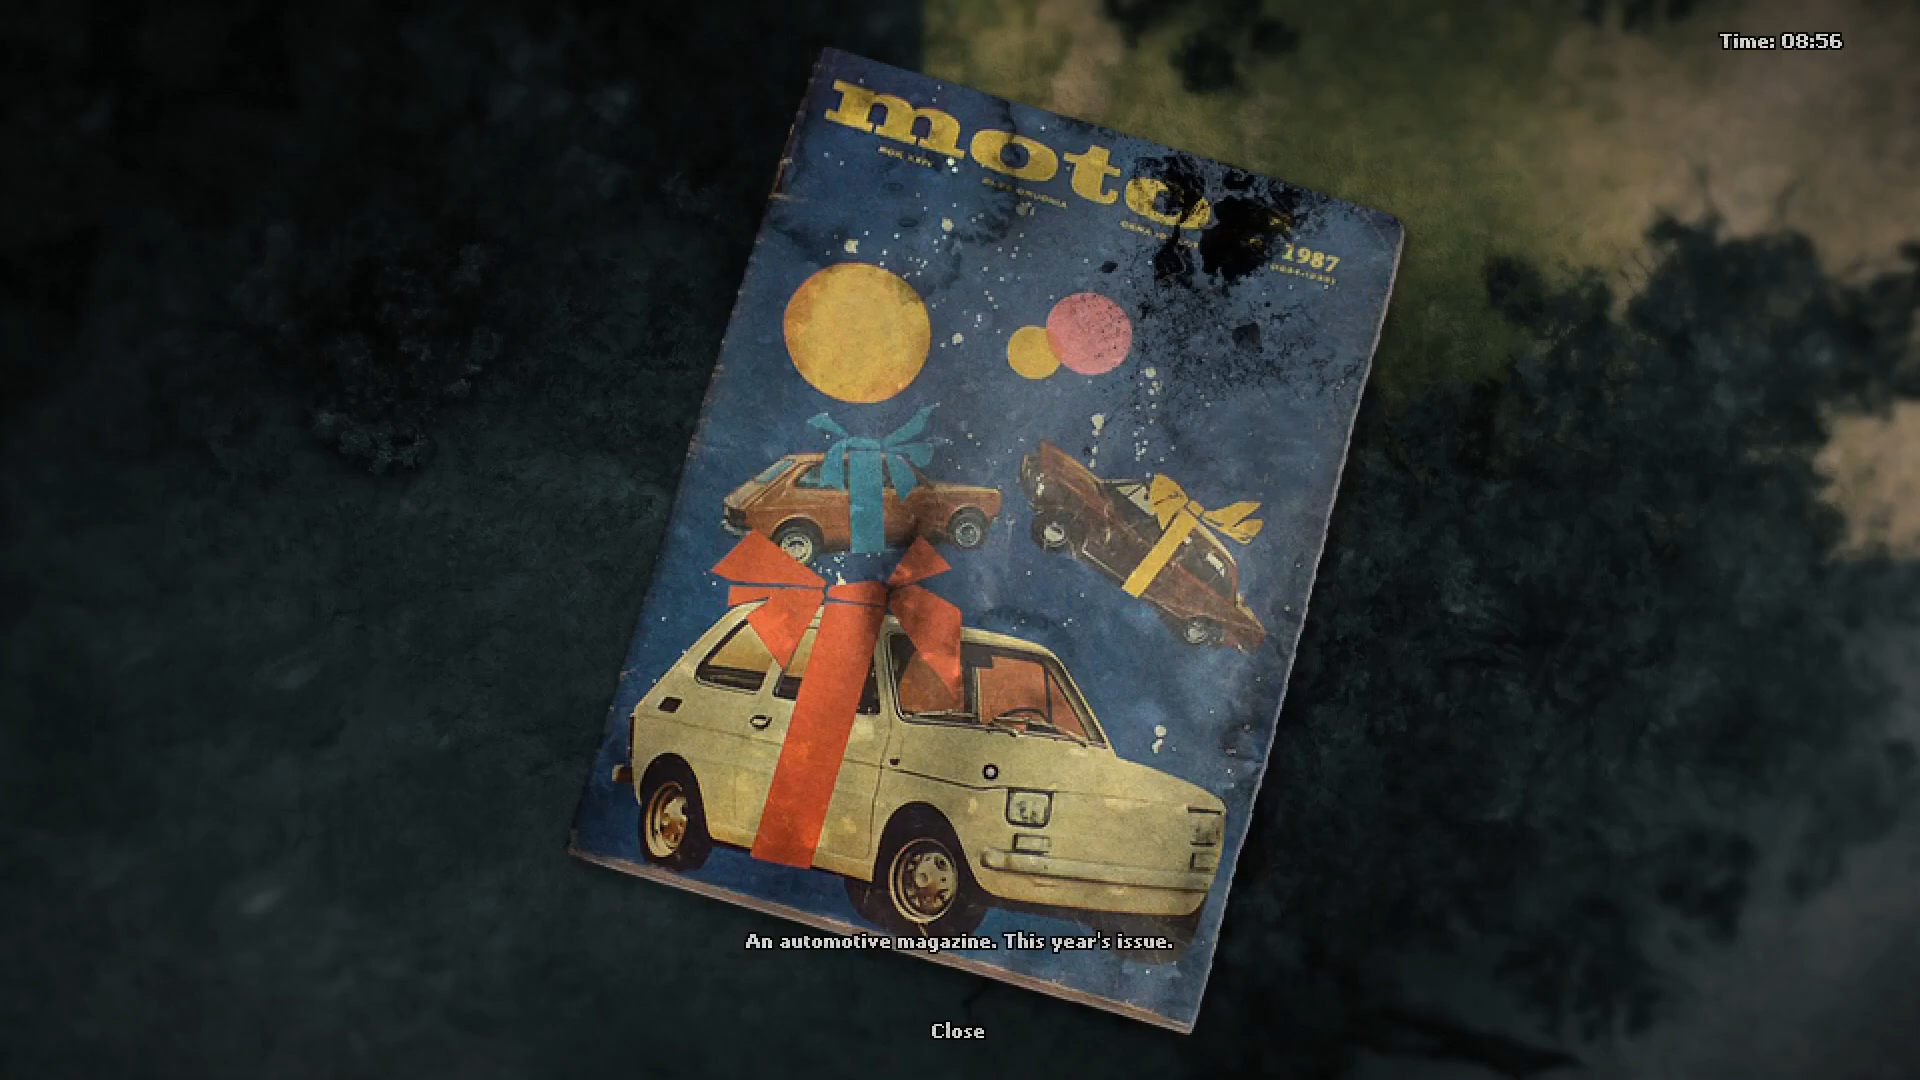 Time: 08:56
moto
1987
An automotive magazine. This year's issue.
Close